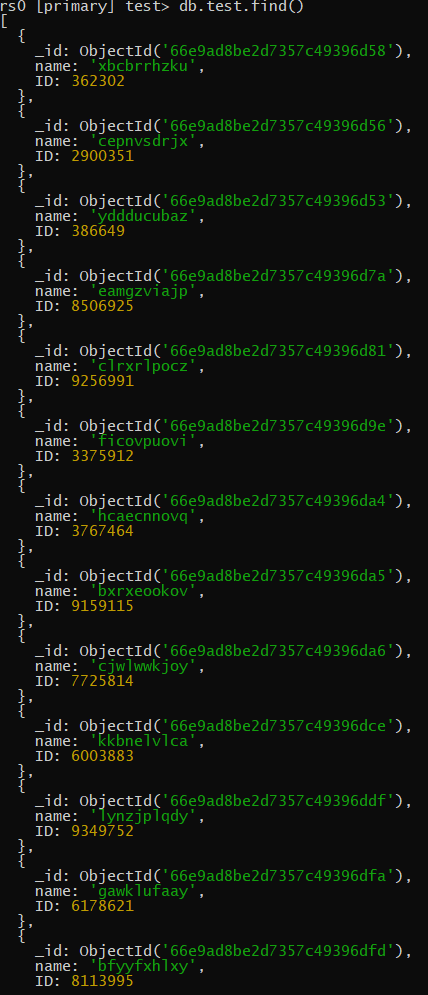 rs0 [primary] test> db.test.find()
[
  {
    _id: ObjectId('66e9ad8be2d7357c49396d58'),
    name: 'xbcbrrhzku',
    ID: 362302
  },
  {
    _id: ObjectId('66e9ad8be2d7357c49396d56'),
    name: 'cepnvsdrjx',
    ID: 2900351
  },
  {
    _id: ObjectId('66e9ad8be2d7357c49396d53'),
    name: 'yddducubaz',
    ID: 386649
  },
  {
    _id: ObjectId('66e9ad8be2d7357c49396d7a'),
    name: 'eamgzviajp',
    ID: 8506925
  },
  {
    _id: ObjectId('66e9ad8be2d7357c49396d81'),
    name: 'clrxrlpocz',
    ID: 9256991
  },
  {
    _id: ObjectId('66e9ad8be2d7357c49396d9e'),
    name: 'ficovpuovi',
    ID: 3375912
  },
  {
    _id: ObjectId('66e9ad8be2d7357c49396da4'),
    name: 'hcaecnnovq',
    ID: 3767464
  },
  {
    _id: ObjectId('66e9ad8be2d7357c49396da5'),
    name: 'bxrxeookov',
    ID: 9159115
  },
  {
    _id: ObjectId('66e9ad8be2d7357c49396da6'),
    name: 'cjwlwwkjoy',
    ID: 7725814
  },
  {
    _id: ObjectId('66e9ad8be2d7357c49396dce'),
    name: 'kkbnelvlca',
    ID: 6003883
  },
  {
    _id: ObjectId('66e9ad8be2d7357c49396ddf'),
    name: 'lynzjplqdy',
    ID: 9349752
  },
  {
    _id: ObjectId('66e9ad8be2d7357c49396dfa'),
    name: 'gawklufaay',
    ID: 6178621
  },
  {
    _id: ObjectId('66e9ad8be2d7357c49396dfd'),
    name: 'bfyyfxhlxy',
    ID: 8113995